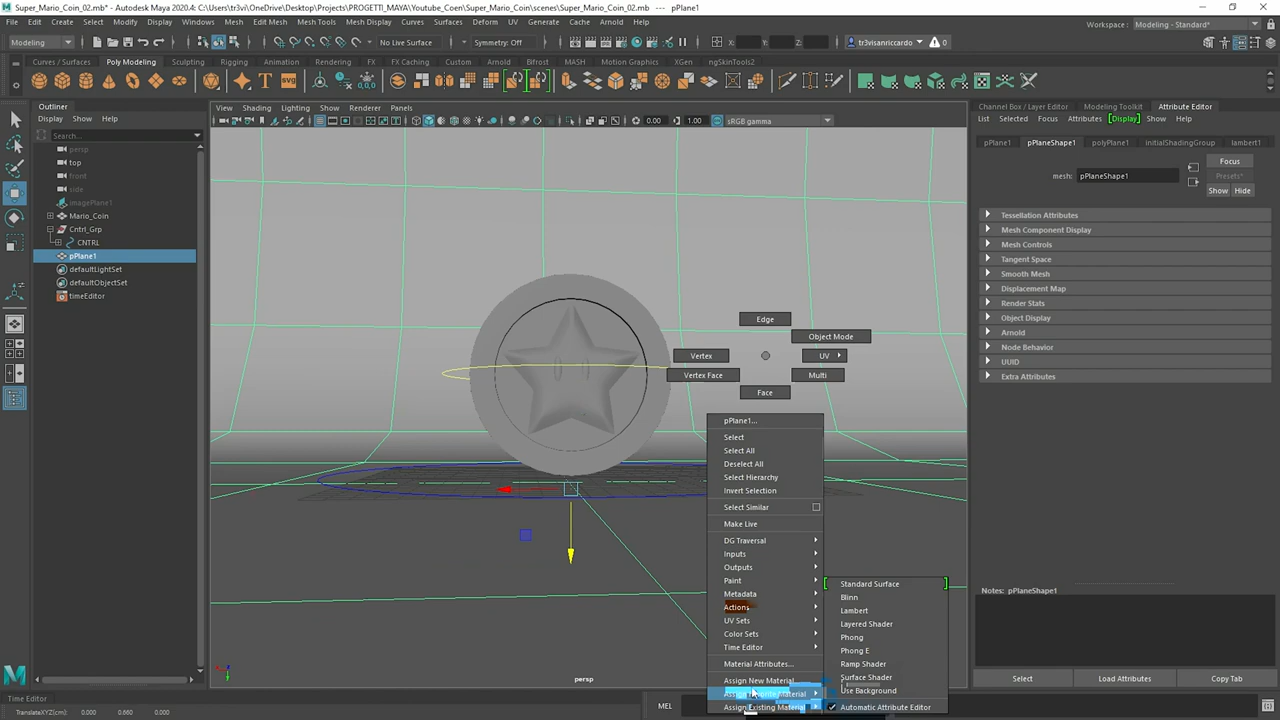 Super_Mario_Coin_02.mb* - Autodesk Maya 2020.4: C:\Users\tr3vi\OneDrive\Desktop\Projects\PROGETTI_MAYA\Youtube_Coen\Super_Mario_Coin\scenes\Super_Mario_Coin_02.mb --- pPlane1
File Edit Create Select Modify Display Windows Mesh Edit Mesh Mesh Tools Mesh Display Curves Surfaces Deform UV Generate Cache Arnold Help
Workspace : Modeling - Standard*
Modeling
No Live Surface
Symmetry: Off
X:
Y:
Z:
tr3visanriccardo
0
Curves / Surfaces Poly Modeling Sculpting Rigging Animation Rendering FX FX Caching Custom Arnold Bifrost MASH Motion Graphics XGen ngSkinTools2
Outliner
Display Show Help
Search...
persp
top
front
side
imagePlane1
Mario_Coin
Cntrl_Grp
CNTRL
pPlane1
defaultLightSet
defaultObjectSet
timeEditor
View Shading Lighting Show Renderer Panels
0.00
1.00
sRGB gamma
Edge
Object Mode
Vertex
UV
Vertex Face
Multi
Face
pPlane1...
Select
Select All
Deselect All
Select Hierarchy
Invert Selection
Select Similar
Make Live
DG Traversal
Inputs
Outputs
Paint
Metadata
Actions
UV Sets
Color Sets
Time Editor
Material Attributes...
Assign New Material...
Assign Favorite Material
Assign Existing Material
Standard Surface
Blinn
Lambert
Layered Shader
Phong
Phong E
Ramp Shader
Surface Shader
Use Background
Automatic Attribute Editor
persp
Channel Box / Layer Editor Modeling Toolkit Attribute Editor
List Selected Focus Attributes Display Show Help
pPlane1 pPlaneShape1 polyPlane1 initialShadingGroup lambert1
mesh: pPlaneShape1
Focus
Presets*
Show Hide
Tessellation Attributes
Mesh Component Display
Mesh Controls
Tangent Space
Smooth Mesh
Displacement Map
Render Stats
Object Display
Arnold
Node Behavior
UUID
Extra Attributes
Notes: pPlaneShape1
Select Load Attributes Copy Tab
Time Editor
Translate XYZ: 0.000 0.660 0.000
MEL